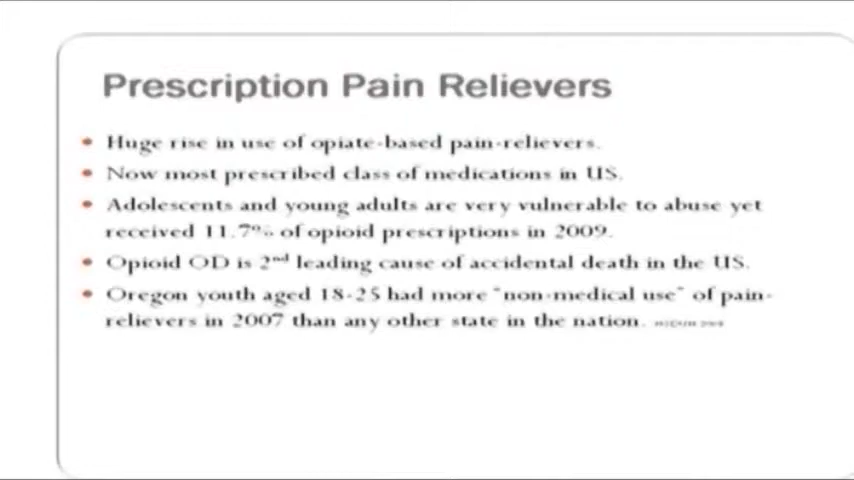 Prescription Pain Relievers
• Huge rise in use of opiate-based pain-relievers.
• Now most prescribed class of medications in US.
• Adolescents and young adults are very vulnerable to abuse yet
received 11.7% of opioid prescriptions in 2009.
• Opioid OD is 2nd leading cause of accidental death in the US.
• Oregon youth aged 18-25 had more "non-medical use" of pain-
relievers in 2007 than any other state in the nation.